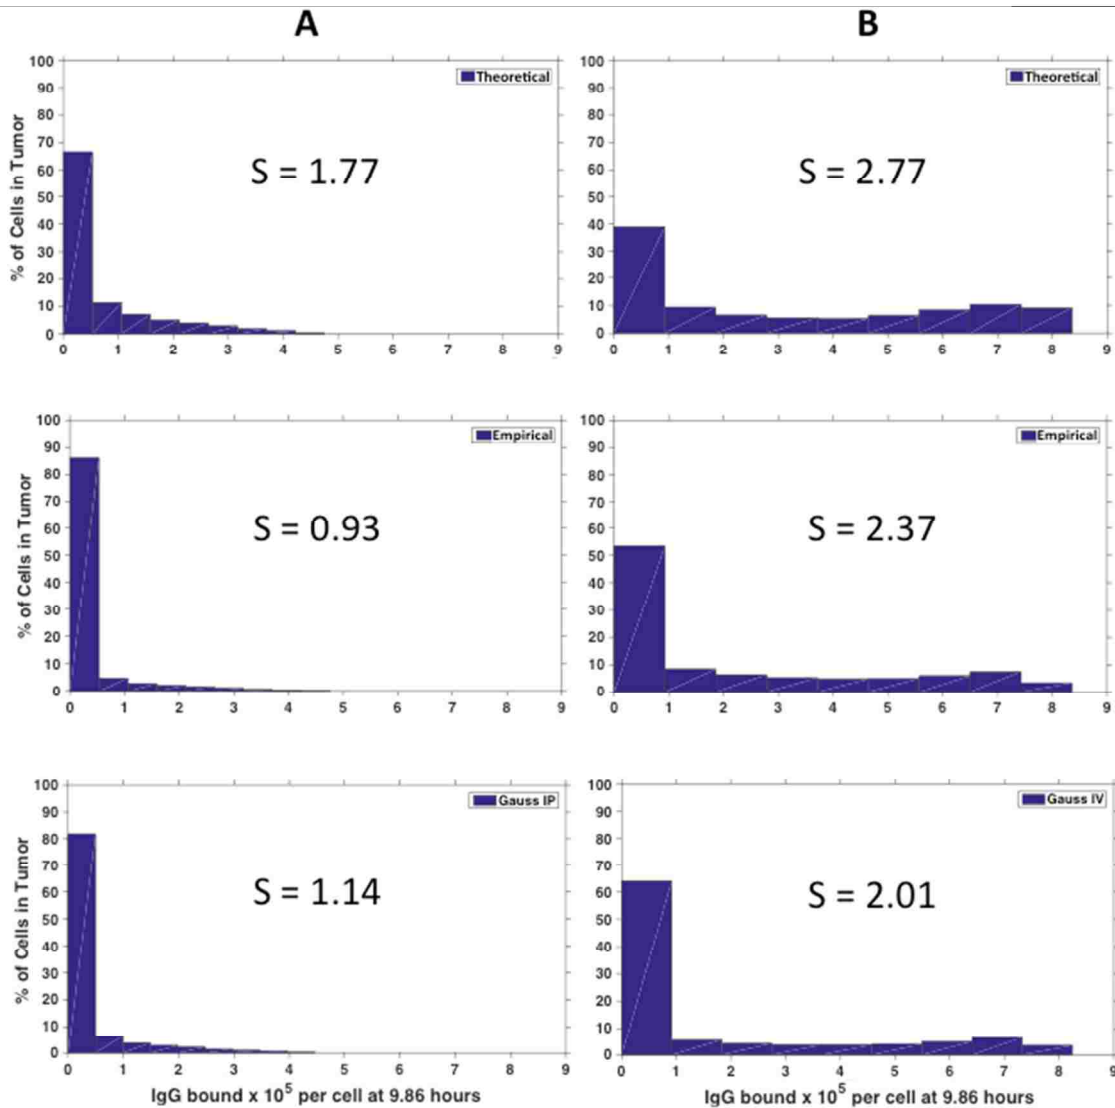 A
B
100
90
80
70
60
50
40
30
20
10
0
% of Cells in Tumor
Theoretical
S = 1.77
0 1 2 3 4 5 6 7 8 9
100
90
80
70
60
50
40
30
20
10
0
Theoretical
S = 2.77
0 1 2 3 4 5 6 7 8 9
100
90
80
70
60
50
40
30
20
10
0
% of Cells in Tumor
Empirical
S = 0.93
0 1 2 3 4 5 6 7 8 9
100
90
80
70
60
50
40
30
20
10
0
Empirical
S = 2.37
0 1 2 3 4 5 6 7 8 9
100
90
80
70
60
50
40
30
20
10
0
% of Cells in Tumor
Gauss IP
S = 1.14
0 1 2 3 4 5 6 7 8 9
IgG bound x 10⁵ per cell at 9.86 hours
100
90
80
70
60
50
40
30
20
10
0
Gauss IV
S = 2.01
0 1 2 3 4 5 6 7 8 9
IgG bound x 10⁵ per cell at 9.86 hours